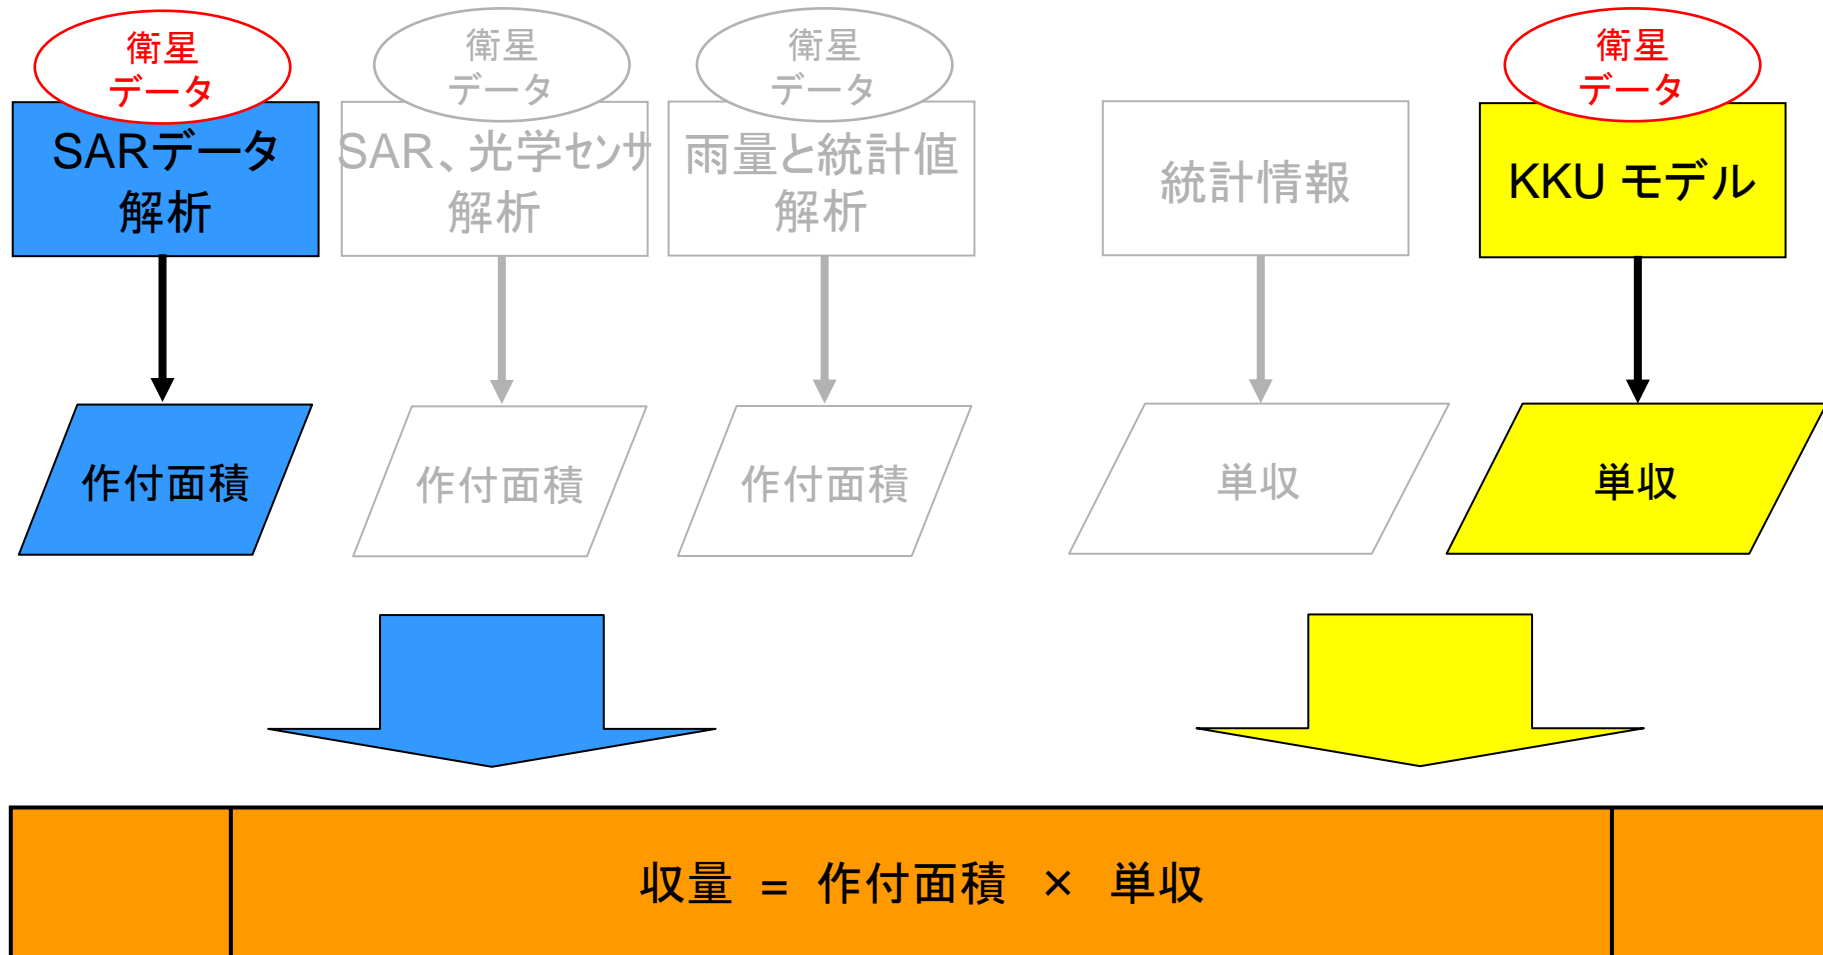 衛星
データ
SARデータ
解析
衛星
データ
SAR、光学センサ
解析
衛星
データ
雨量と統計値
解析
統計情報
衛星
データ
KKU モデル
作付面積
作付面積
作付面積
単収
単収
収量 = 作付面積 × 単収